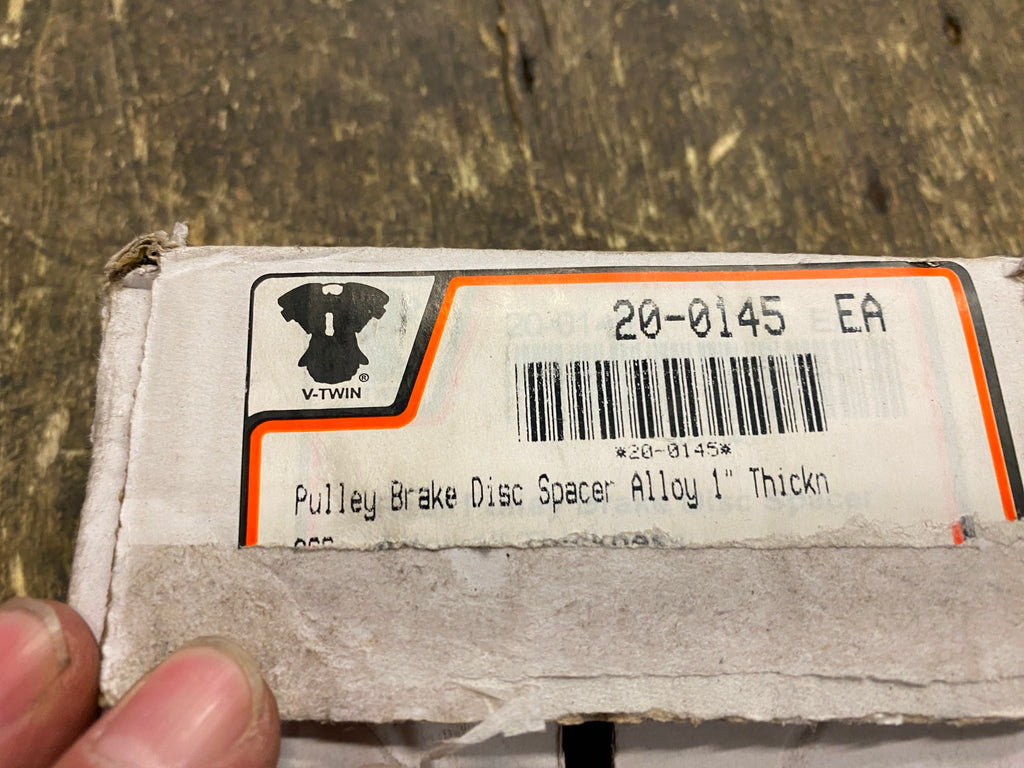 20-0145 EA
V-TWIN
®
*20-0145*
Pulley Brake Disc Spacer Alloy 1" Thickn